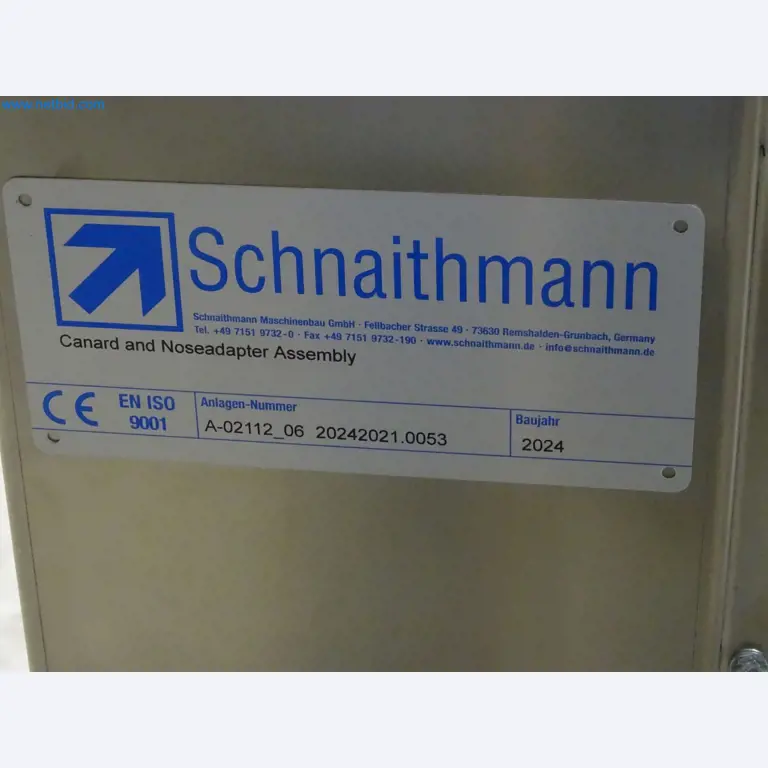 www.netbid.com
Schnaithmann
Schnaithmann Maschinenbau GmbH · Fellbacher Strasse 49 · 73630 Remshalden-Grunbach, Germany
Tel. +49 7151 9732-0 · Fax +49 7151 9732-190 · www.schnaithmann.de · info@schnaithmann.de
Canard and Noseadapter Assembly
CE EN ISO 9001
Anlagen-Nummer
A-02112_06 20242021.0053
Baujahr
2024